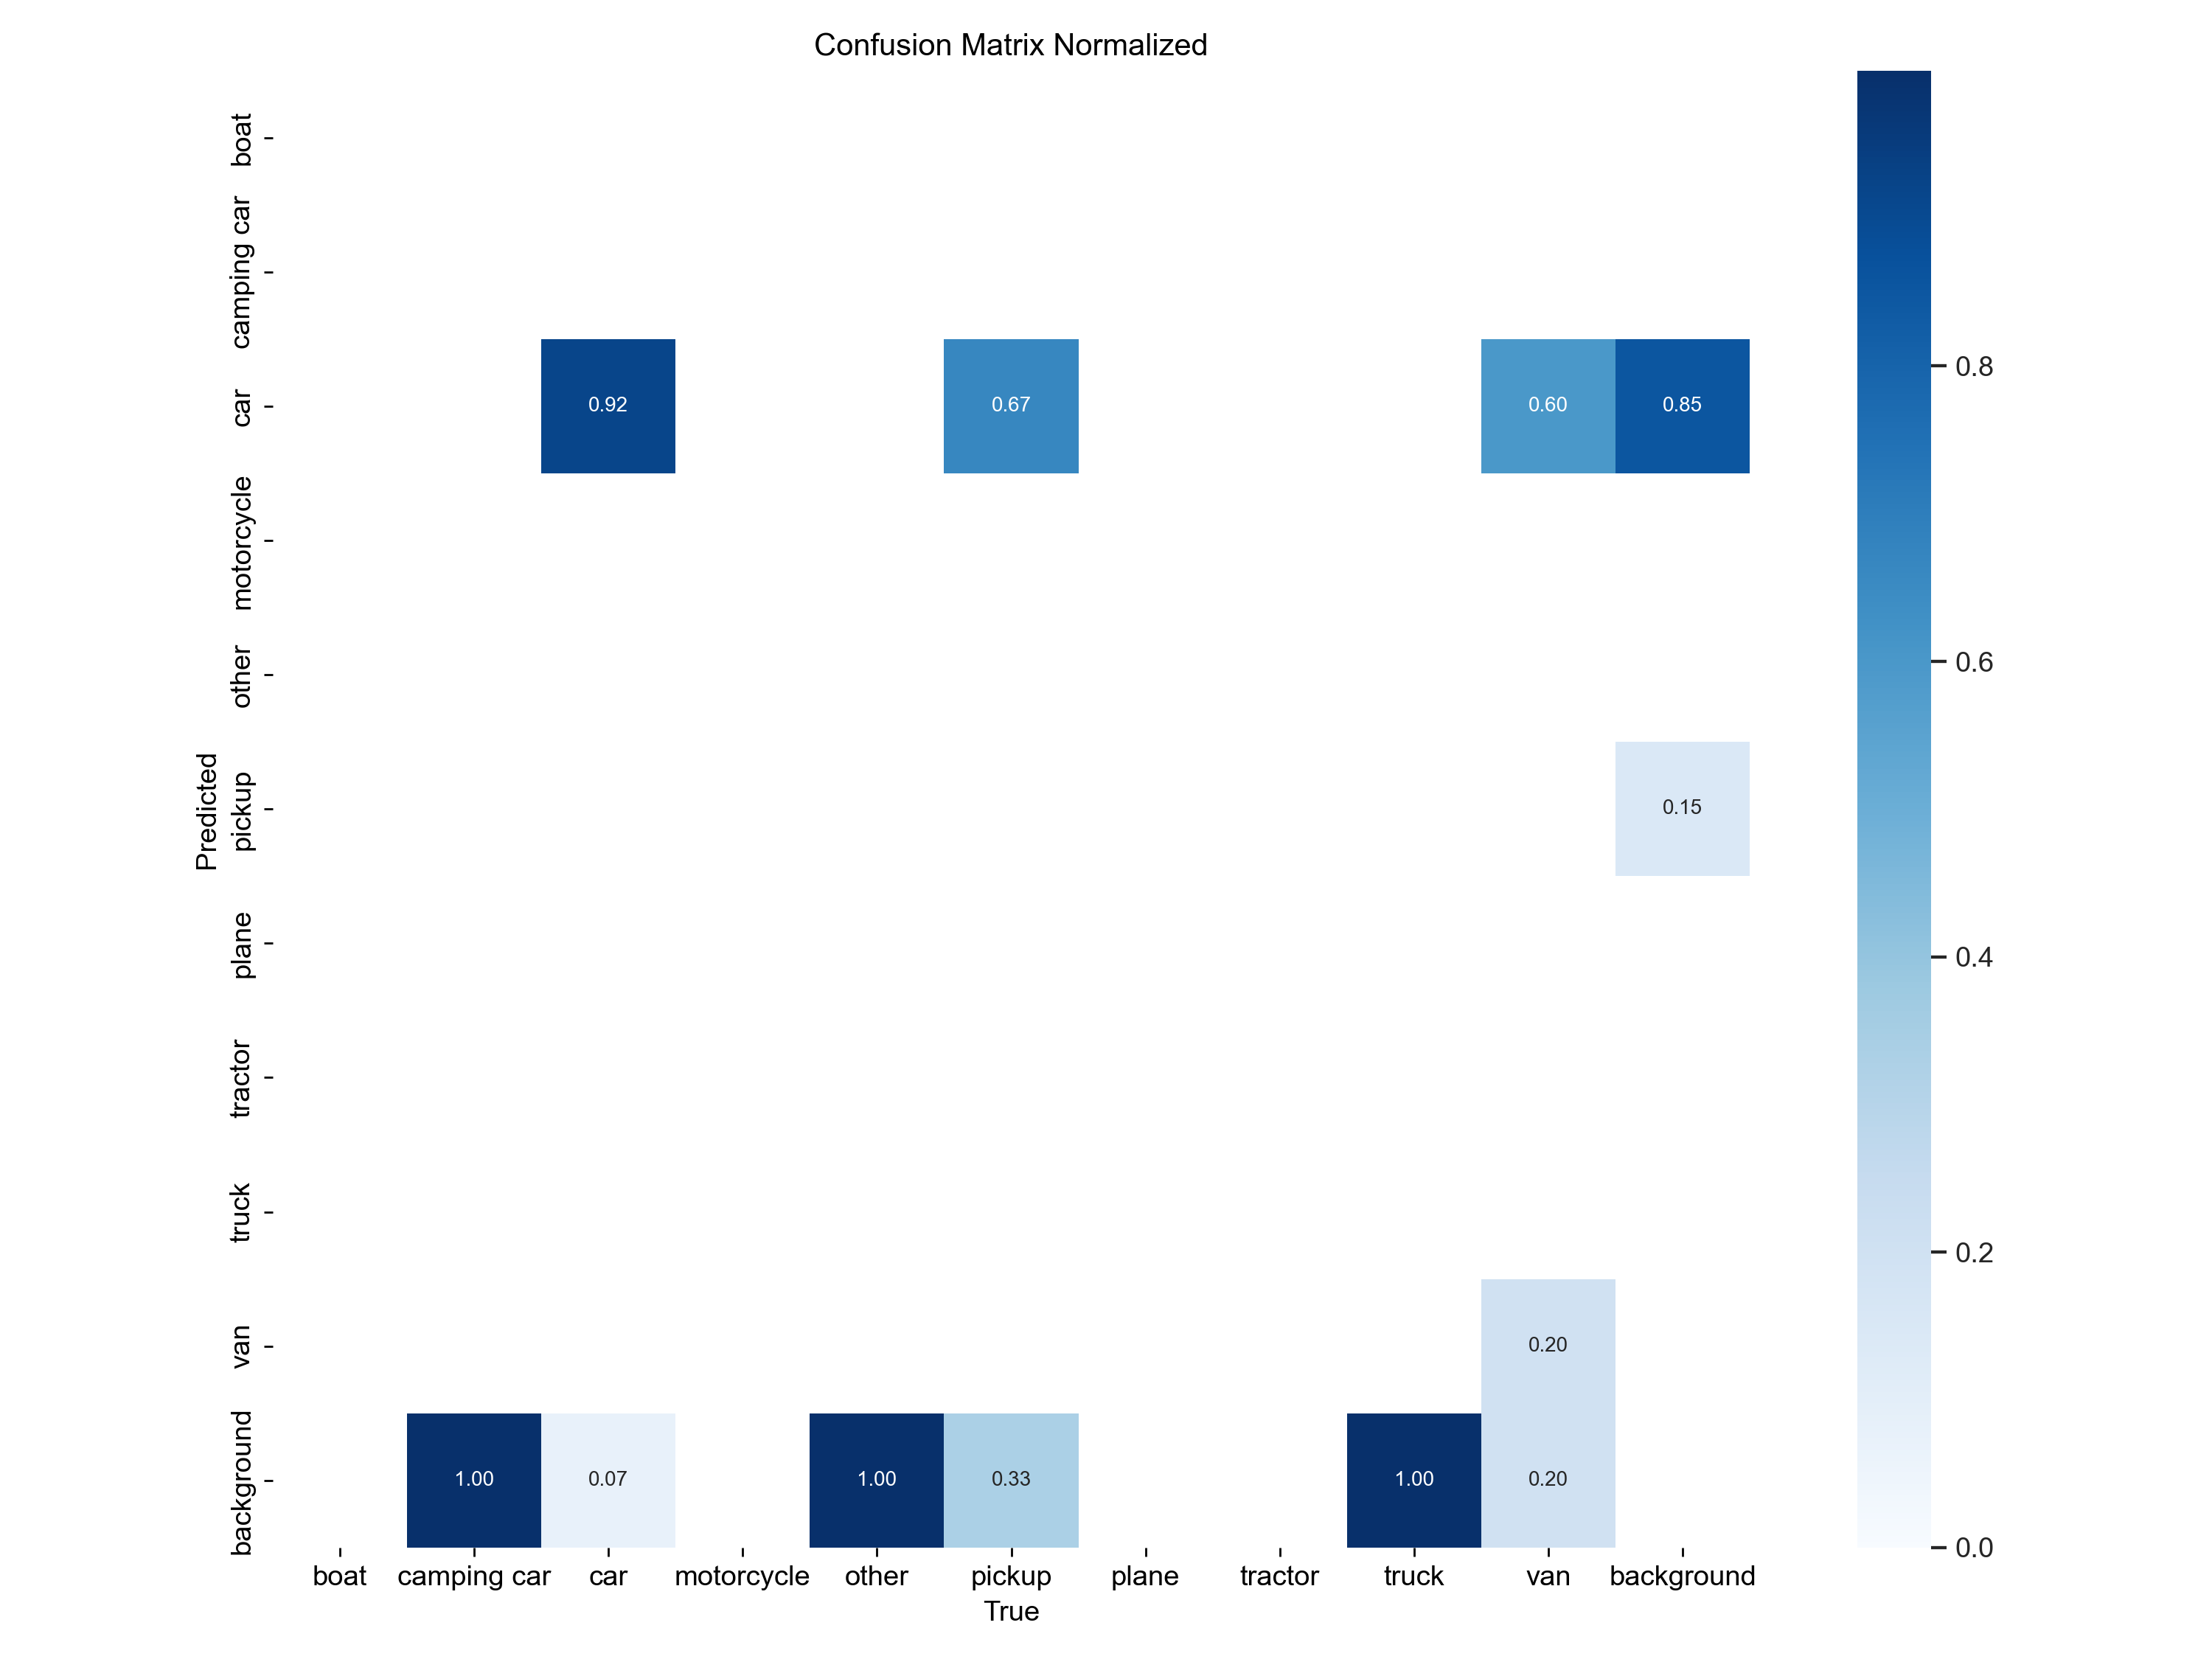 Confusion Matrix Normalized
boat
camping car
car
motorcycle
other
pickup
plane
tractor
truck
van
background
Predicted
0.92 0.67 0.60 0.85
0.15
0.20
1.00 0.07 1.00 0.33 1.00 0.20
boat camping car car motorcycle other pickup plane tractor truck van background
True
0.8
0.6
0.4
0.2
0.0